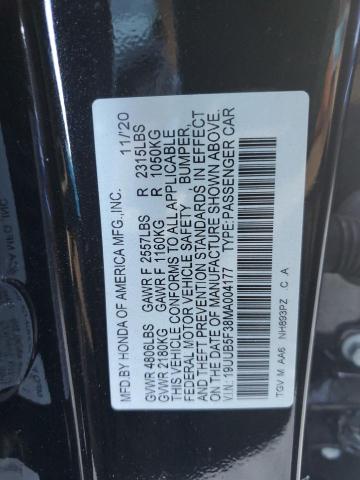 MFD.BY HONDA OF AMERICA MFG.,INC. 11/20
GVWR 4806LBS GAWR F 2557LBS R 2315LBS
GVWR 2180KG GAWR F 1160KG R 1050KG
THIS VEHICLE CONFORMS TO ALL APPLICABLE
FEDERAL MOTOR VEHICLE SAFETY , BUMPER,
AND THEFT PREVENTION STANDARDS IN EFFECT
ON THE DATE OF MANUFACTURE SHOWN ABOVE.
V.I.N.:19UUB5F38MA004177 TYPE:PASSENGER CAR
TGV M AA6 NH893PZ C A